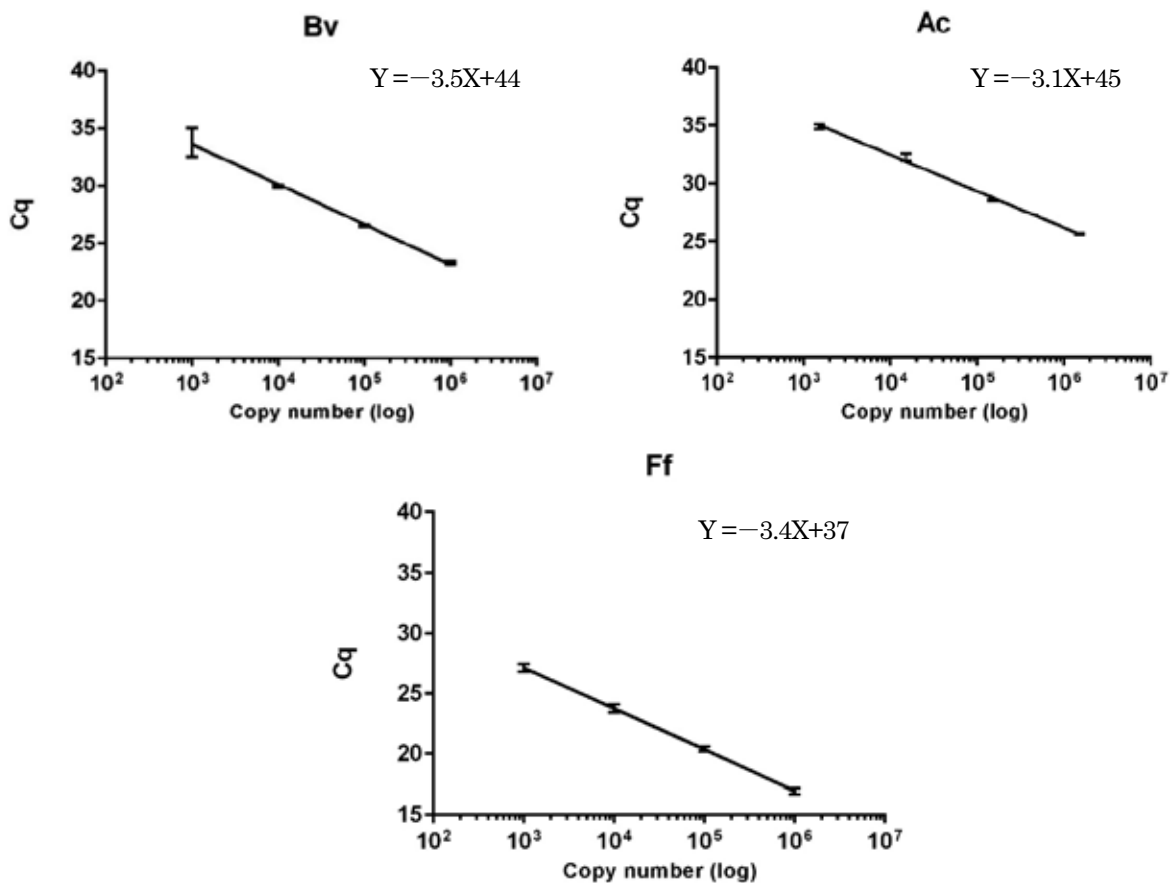 Bv
Y=−3.5X+44
40
35
30
25
20
15
Cq
10² 10³ 10⁴ 10⁵ 10⁶ 10⁷
Copy number (log)
Ac
Y=−3.1X+45
40
35
30
25
20
15
Cq
10² 10³ 10⁴ 10⁵ 10⁶ 10⁷
Copy number (log)
Ff
Y=−3.4X+37
40
35
30
25
20
15
Cq
10² 10³ 10⁴ 10⁵ 10⁶ 10⁷
Copy number (log)